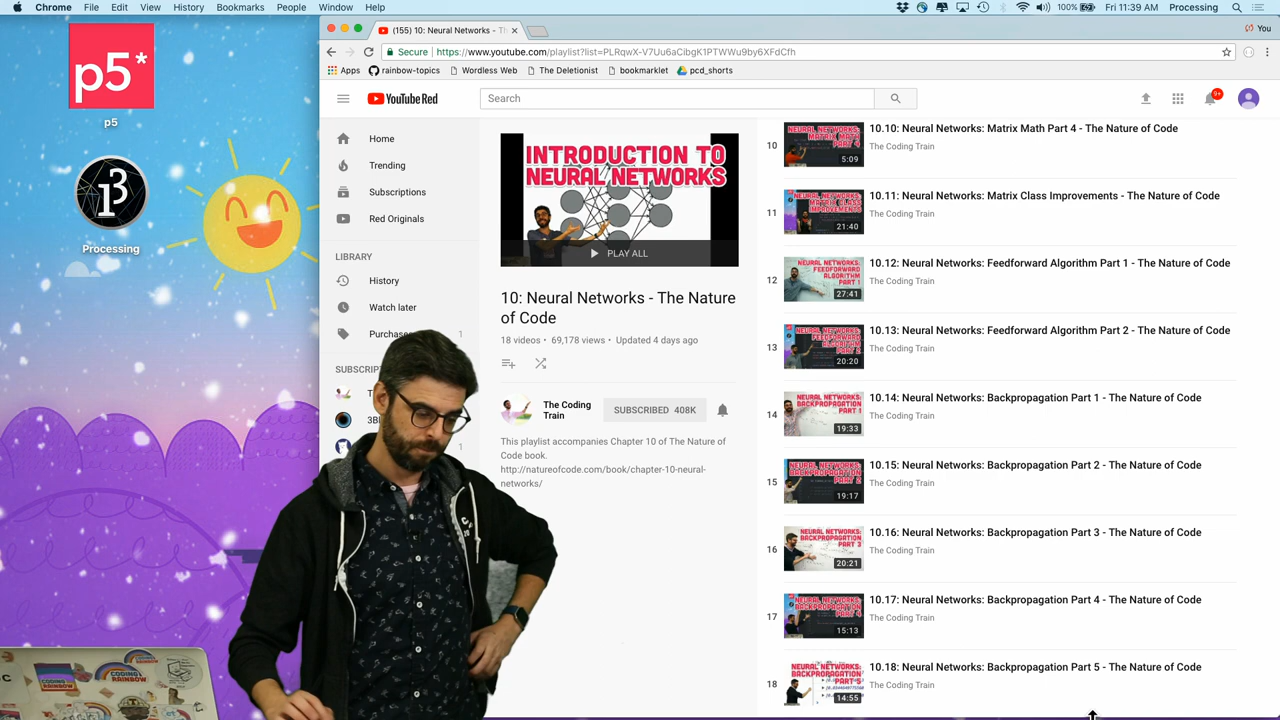 Chrome File Edit View History Bookmarks People Window Help
100% Fri 11:39 AM Processing
(155) 10: Neural Networks - Th
You
Secure https://www.youtube.com/playlist?list=PLRqwX-V7Uu6aCibgK1PTWWu9by6XFdCfh
Apps rainbow-topics Wordless Web The Deletionist bookmarklet pcd_shorts
YouTube Red
Search
9+
p5*
p5
Processing
Home
Trending
Subscriptions
Red Originals
LIBRARY
History
Watch later
Purchases 1
SUBSCRIPT
T
3B
1
INTRODUCTION TO
NEURAL NETWORKS
PLAY ALL
10: Neural Networks - The Nature
of Code
18 videos • 69,178 views • Updated 4 days ago
The Coding
Train
SUBSCRIBED 408K
This playlist accompanies Chapter 10 of The Nature of
Code book.
http://natureofcode.com/book/chapter-10-neural-
networks/
10
NEURAL NETWORKS:
MATRIX MATH
PART 4
5:09
10.10: Neural Networks: Matrix Math Part 4 - The Nature of Code
The Coding Train
11
NEURAL NETWORKS:
MATRIX CLASS
IMPROVEMENTS
21:40
10.11: Neural Networks: Matrix Class Improvements - The Nature of Code
The Coding Train
12
NEURAL NETWORKS:
FEEDFORWARD
ALGORITHM
PART 1
27:41
10.12: Neural Networks: Feedforward Algorithm Part 1 - The Nature of Code
The Coding Train
13
NEURAL NETWORKS:
FEEDFORWARD
ALGORITHM
PART 2
20:20
10.13: Neural Networks: Feedforward Algorithm Part 2 - The Nature of Code
The Coding Train
14
NEURAL NETWORKS:
BACKPROPAGATION
PART 1
19:33
10.14: Neural Networks: Backpropagation Part 1 - The Nature of Code
The Coding Train
15
NEURAL NETWORKS:
BACKPROPAGATION
PART 2
19:17
10.15: Neural Networks: Backpropagation Part 2 - The Nature of Code
The Coding Train
16
NEURAL NETWORKS:
BACKPROPAGATION
PART 3
20:21
10.16: Neural Networks: Backpropagation Part 3 - The Nature of Code
The Coding Train
17
NEURAL NETWORKS:
BACKPROPAGATION
PART 4
15:13
10.17: Neural Networks: Backpropagation Part 4 - The Nature of Code
The Coding Train
18
NEURAL NETWORKS:
BACKPROPAGATION
PART 5
14:55
10.18: Neural Networks: Backpropagation Part 5 - The Nature of Code
The Coding Train
CODING
RAINBOW